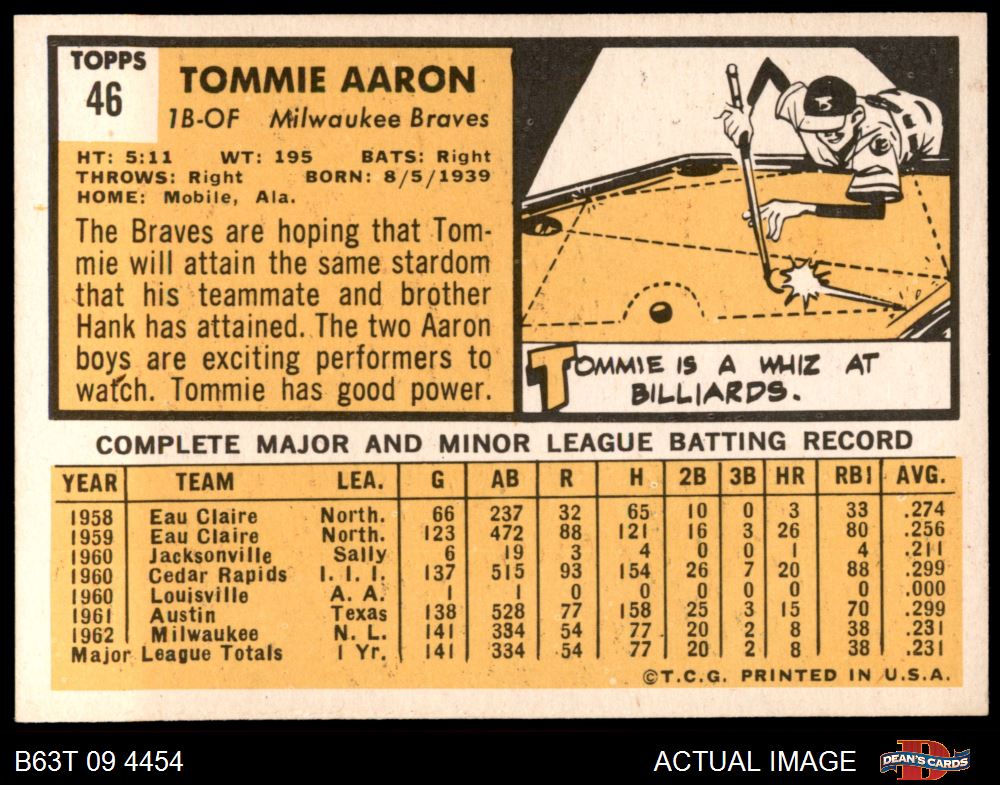 TOPPS
46
TOMMIE AARON
1B-OF Milwaukee Braves
HT: 5:11 WT: 195 BATS: Right
THROWS: Right BORN: 8/5/1939
HOME: Mobile, Ala.
The Braves are hoping that Tom-
mie will attain the same stardom
that his teammate and brother
Hank has attained. The two Aaron
boys are exciting performers to
watch. Tommie has good power.
TOMMIE IS A WHIZ AT
BILLIARDS.
COMPLETE MAJOR AND MINOR LEAGUE BATTING RECORD
YEAR TEAM LEA. G AB R H 2B 3B HR RBI AVG.
1958 Eau Claire North. 66 237 32 65 10 0 3 33 .274
1959 Eau Claire North. 123 472 88 121 16 3 26 80 .256
1960 Jacksonville Sally 6 19 3 4 0 0 1 4 .211
1960 Cedar Rapids I. I. I. 137 515 93 154 26 7 20 88 .299
1960 Louisville A. A. 1 1 0 0 0 0 0 0 .000
1961 Austin Texas 138 528 77 158 25 3 15 70 .299
1962 Milwaukee N. L. 141 334 54 77 20 2 8 38 .231
Major League Totals 1 Yr. 141 334 54 77 20 2 8 38 .231
©T.C.G. PRINTED IN U.S.A.
B63T 09 4454
ACTUAL IMAGE
D
DEAN'S CARDS